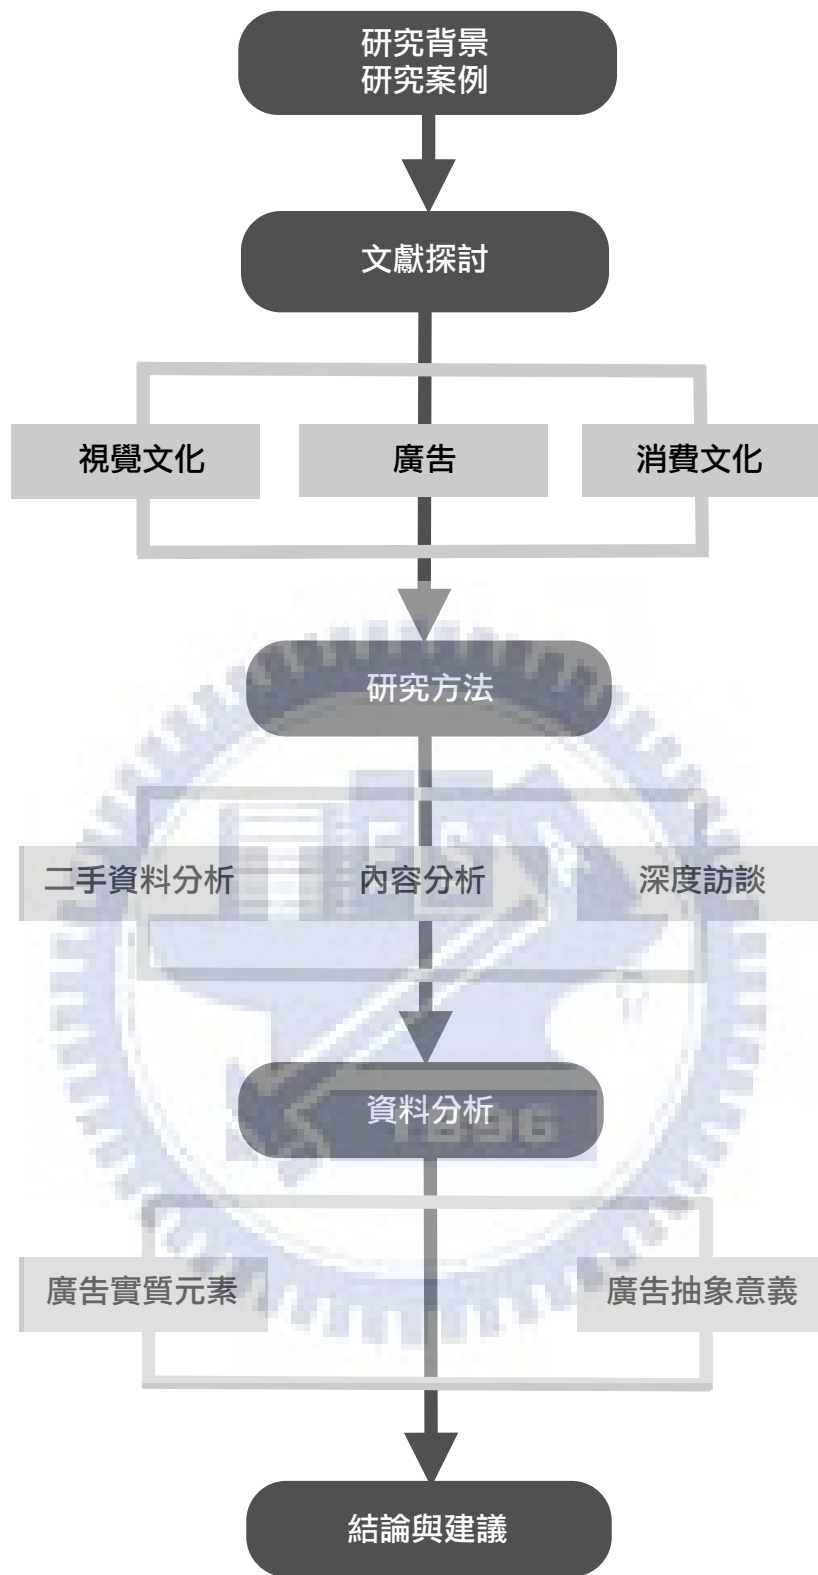 研究背景
研究案例
文獻探討
視覺文化
廣告
消費文化
研究方法
二手資料分析
內容分析
深度訪談
資料分析
1896
廣告實質元素
廣告抽象意義
結論與建議